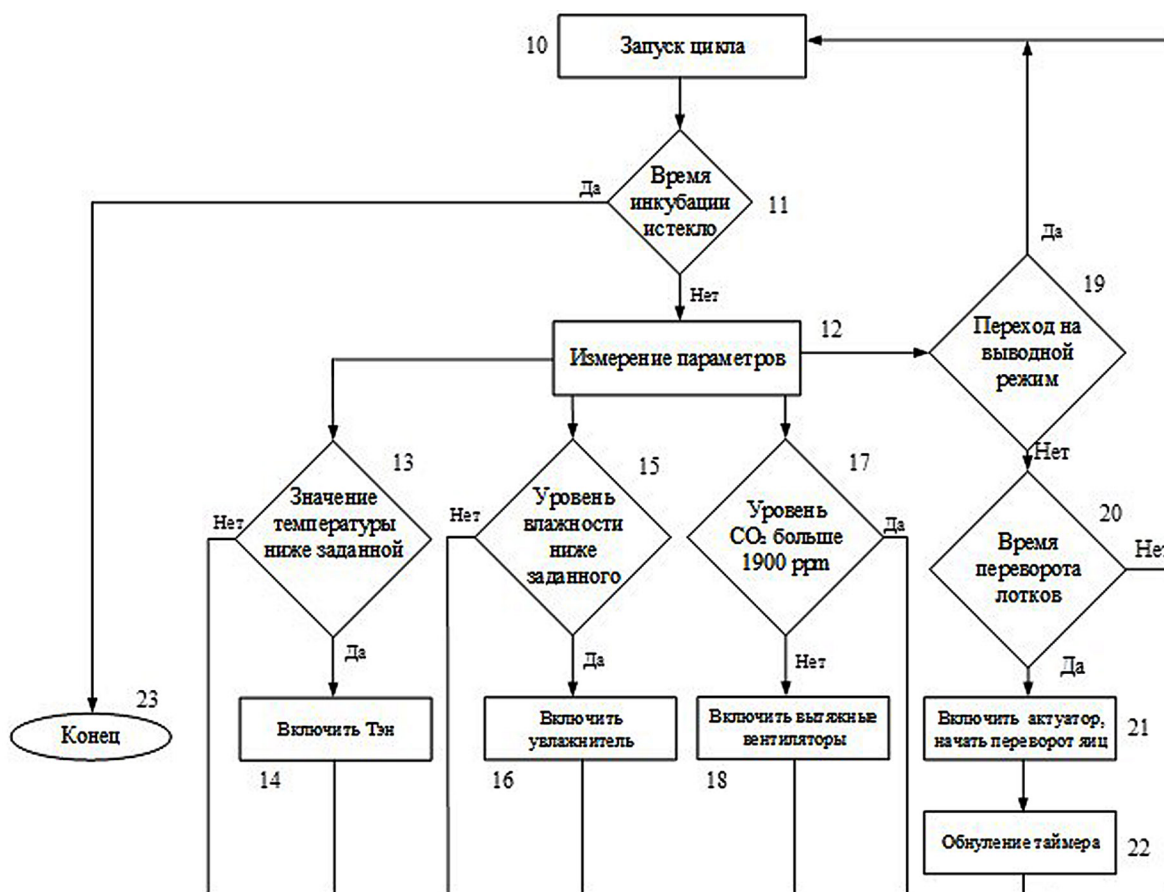 10
Запуск цикла
Да
Время
инкубации
истекло
11
Нет
Да
19
12
Измерение параметров
Переход на
выводной
режим
13
15
17
Нет
20
Нет
Значение
температуры
ниже заданной
Нет
Уровень
влажности
ниже
заданного
Уровень
CO₂ больше
1900 ppm
Да
Время
переворота
лотков
Нет
Да
Да
Нет
Да
23
Конец
Включить Тэн
Включить
увлажнитель
Включить вытяжные
вентиляторы
Включить актуатор,
начать переворот яиц
21
14
16
18
Обнуление таймера
22